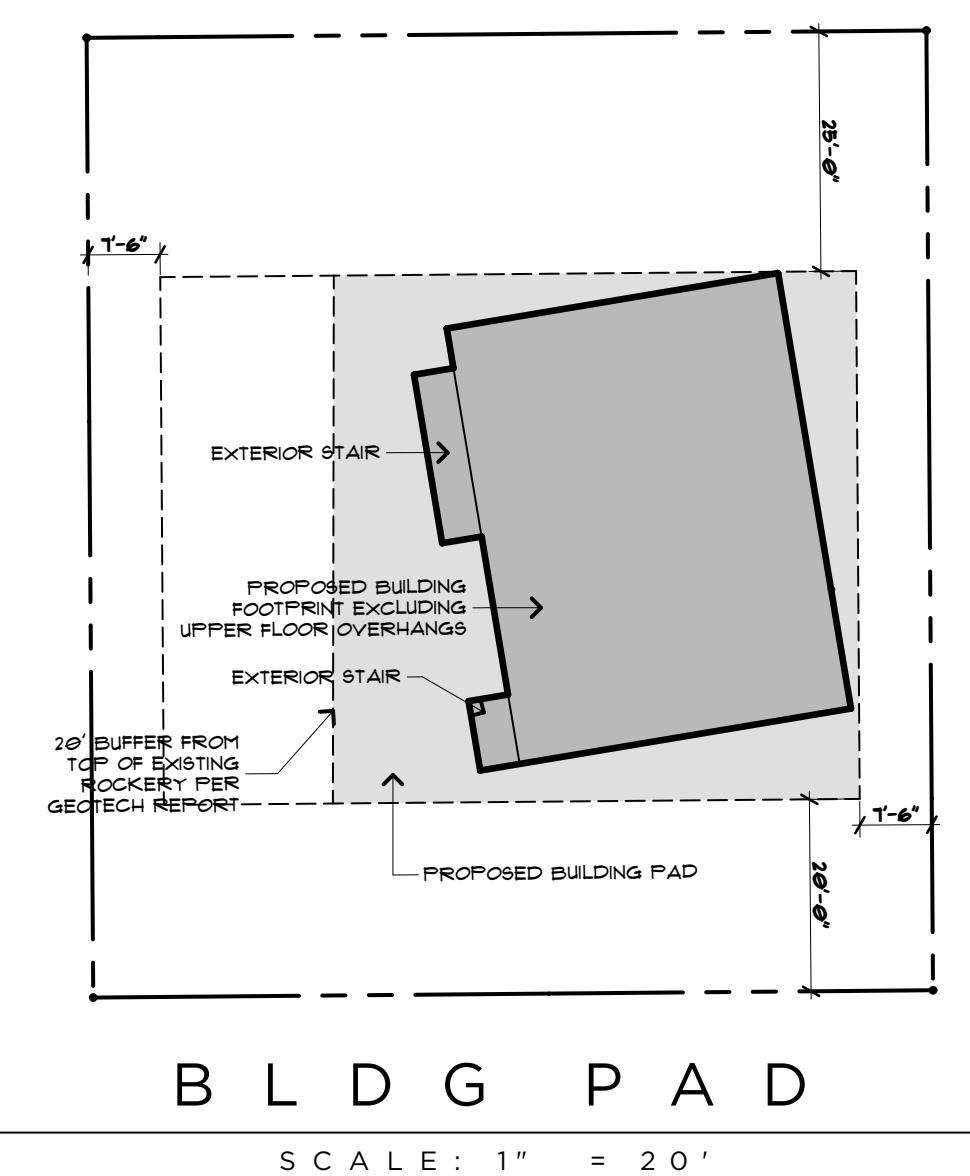 25'-0"
7'-6"
EXTERIOR STAIR
PROPOSED BUILDING
FOOTPRINT EXCLUDING
UPPER FLOOR OVERHANGS
EXTERIOR STAIR
20' BUFFER FROM
TOP OF EXISTING
ROCKERY PER
GEOTECH REPORT
7'-6"
PROPOSED BUILDING PAD
20'-0"
BLDG PAD
SCALE: 1" = 20'